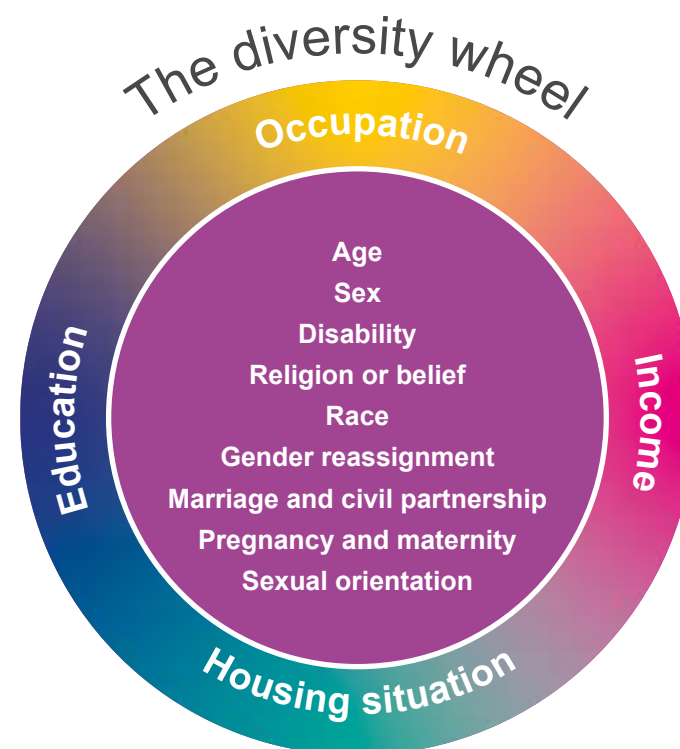 The diversity wheel
Occupation
Age
Sex
Disability
Religion or belief
Race
Gender reassignment
Marriage and civil partnership
Pregnancy and maternity
Sexual orientation
Education
Income
Housing situation